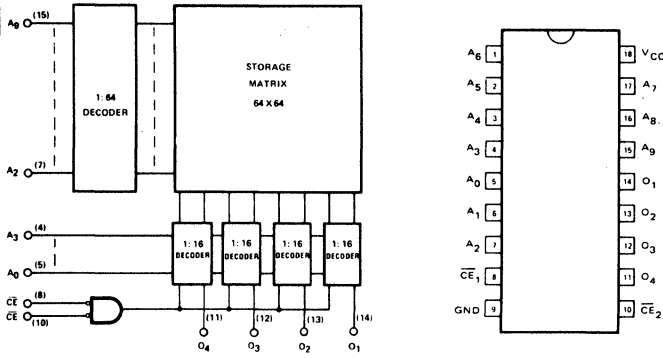 A9 (15)
1:64
DECODER
STORAGE
MATRIX
64 X 64
A2 (7)
A3 (4)
A0 (5)
1:16
DECODER
1:16
DECODER
1:16
DECODER
1:16
DECODER
CE (8)
CE (10)
(11)
(12)
(13)
(14)
O4
O3
O2
O1
A6 1
18 VCC
A5 2
17 A7
A4 3
16 A8
A3 4
15 A9
A0 5
14 O1
A1 6
13 O2
A2 7
12 O3
CE1 8
11 O4
GND 9
10 CE2